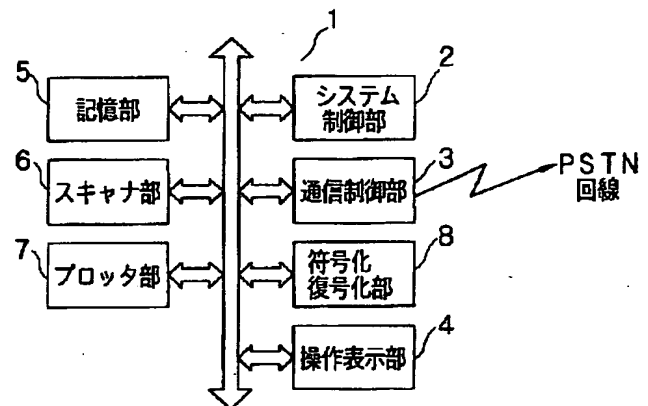 1
5
記憶部
2
システム
制御部
6
スキャナ部
3
通信制御部
PSTN
回線
7
プロッタ部
8
符号化
復号化部
4
操作表示部